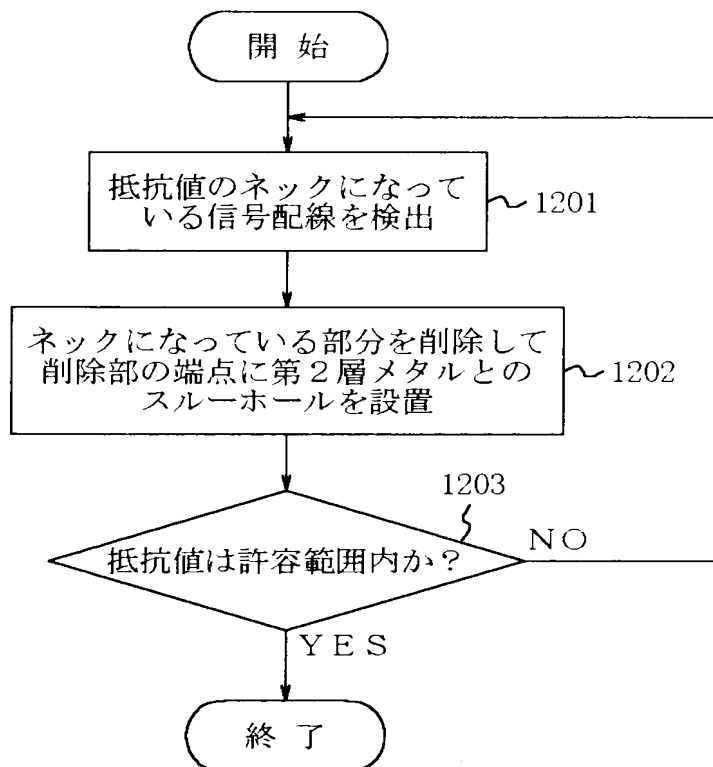 開 始
抵抗値のネックになって
いる信号配線を検出
1201
ネックになっている部分を削除して
削除部の端点に第２層メタルとの
スルーホールを設置
1202
1203
抵抗値は許容範囲内か？
ＮＯ
ＹＥＳ
終 了